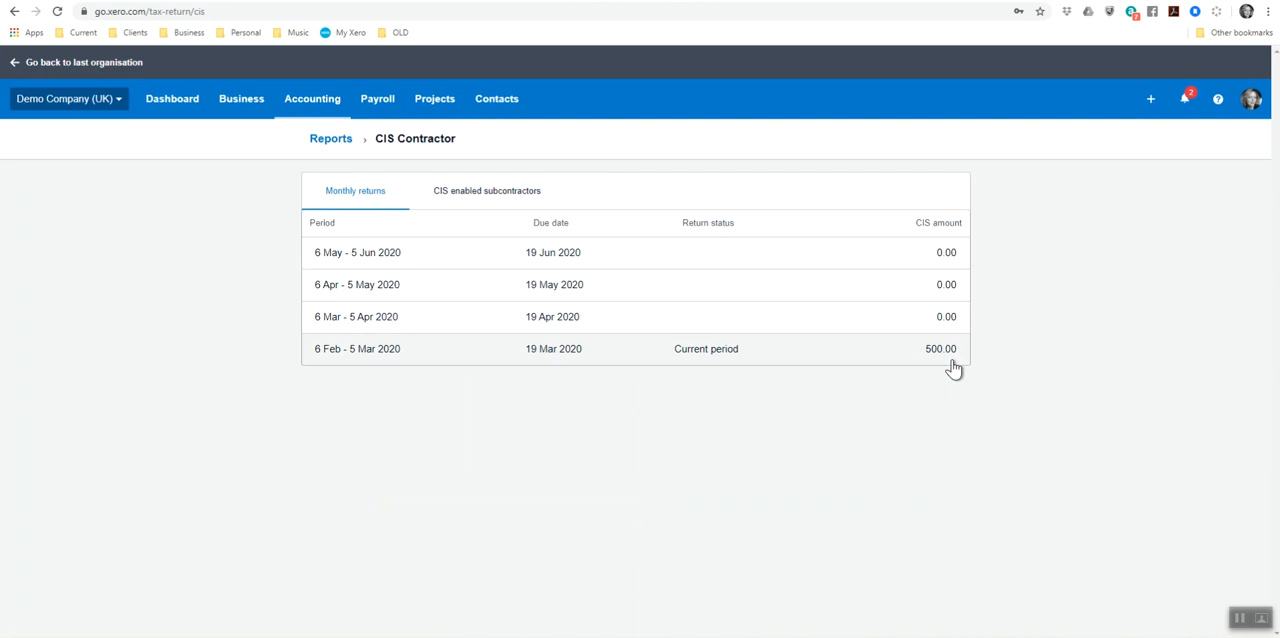 go.xero.com/tax-return/cis
7
Apps Current Clients Business Personal Music My Xero OLD Other bookmarks
Go back to last organisation
Demo Company (UK) Dashboard Business Accounting Payroll Projects Contacts + 2 ?
Reports › CIS Contractor
Monthly returns CIS enabled subcontractors
Period Due date Return status CIS amount
6 May - 5 Jun 2020 19 Jun 2020 0.00
6 Apr - 5 May 2020 19 May 2020 0.00
6 Mar - 5 Apr 2020 19 Apr 2020 0.00
6 Feb - 5 Mar 2020 19 Mar 2020 Current period 500.00